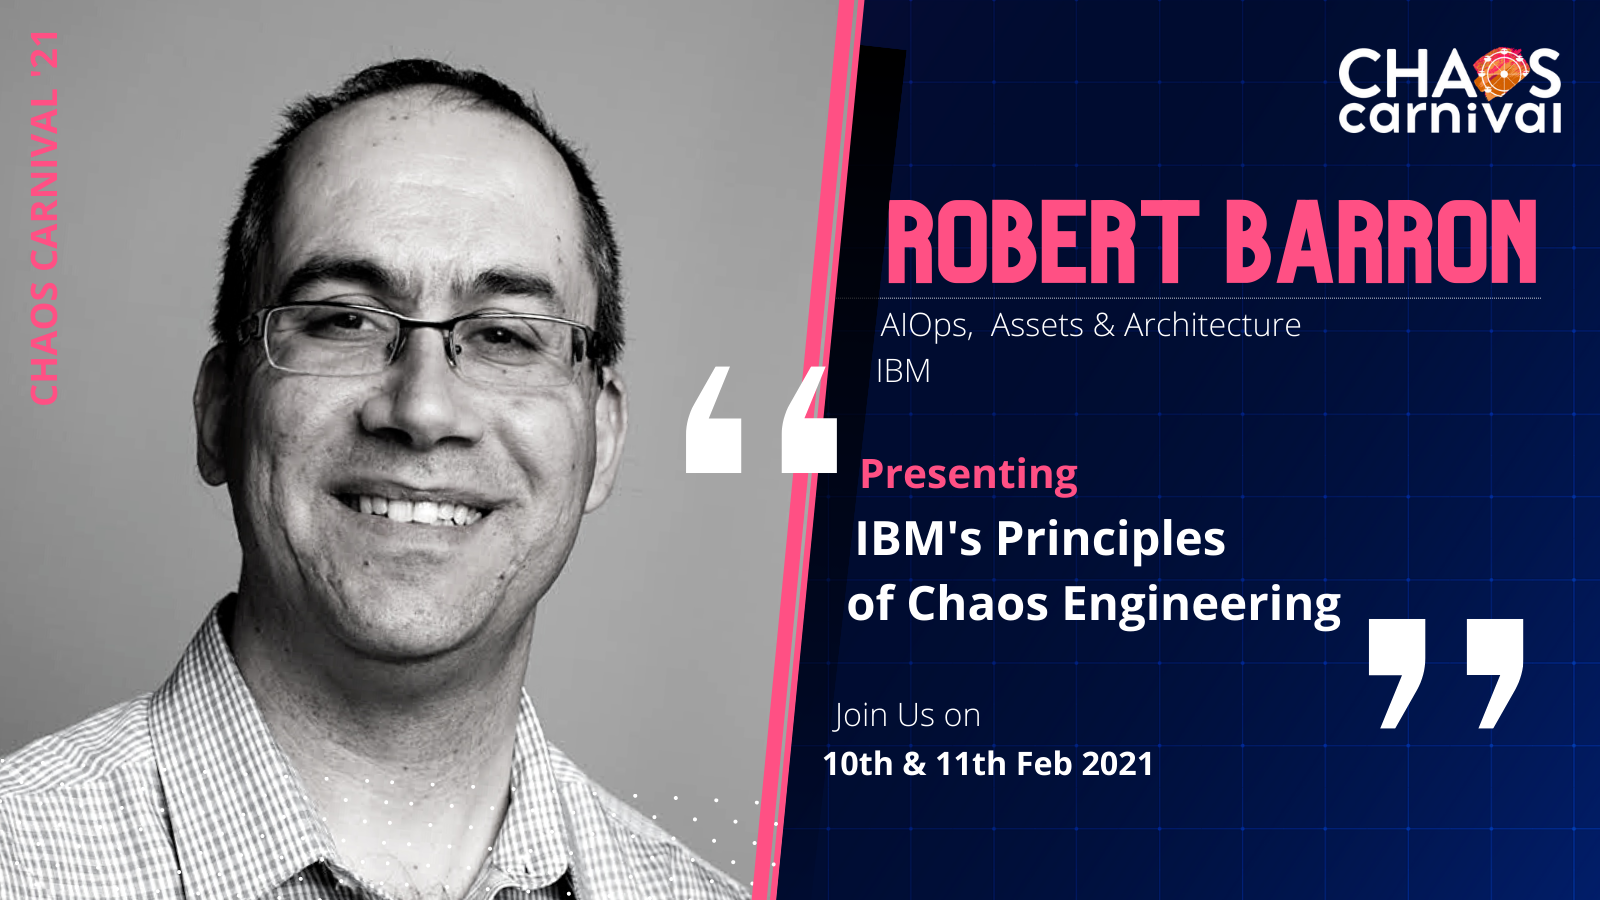 CHAOS CARNIVAL '21
CHAOS
carnival
ROBERT BARRON
AIOps, Assets & Architecture
IBM
“
Presenting
IBM's Principles
of Chaos Engineering
”
Join Us on
10th & 11th Feb 2021